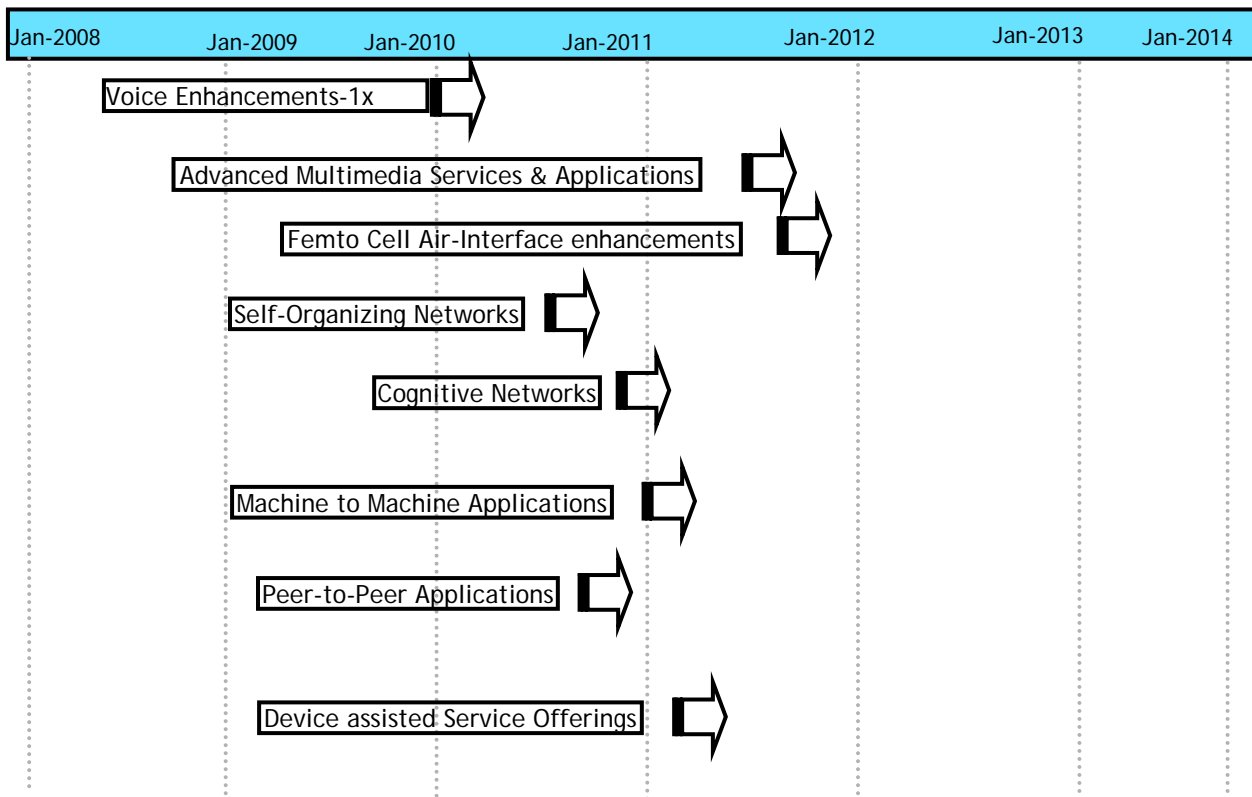 Jan-2008
Jan-2009
Jan-2010
Jan-2011
Jan-2012
Jan-2013
Jan-2014
Voice Enhancements-1x
Advanced Multimedia Services & Applications
Femto Cell Air-Interface enhancements
Self-Organizing Networks
Cognitive Networks
Machine to Machine Applications
Peer-to-Peer Applications
Device assisted Service Offerings